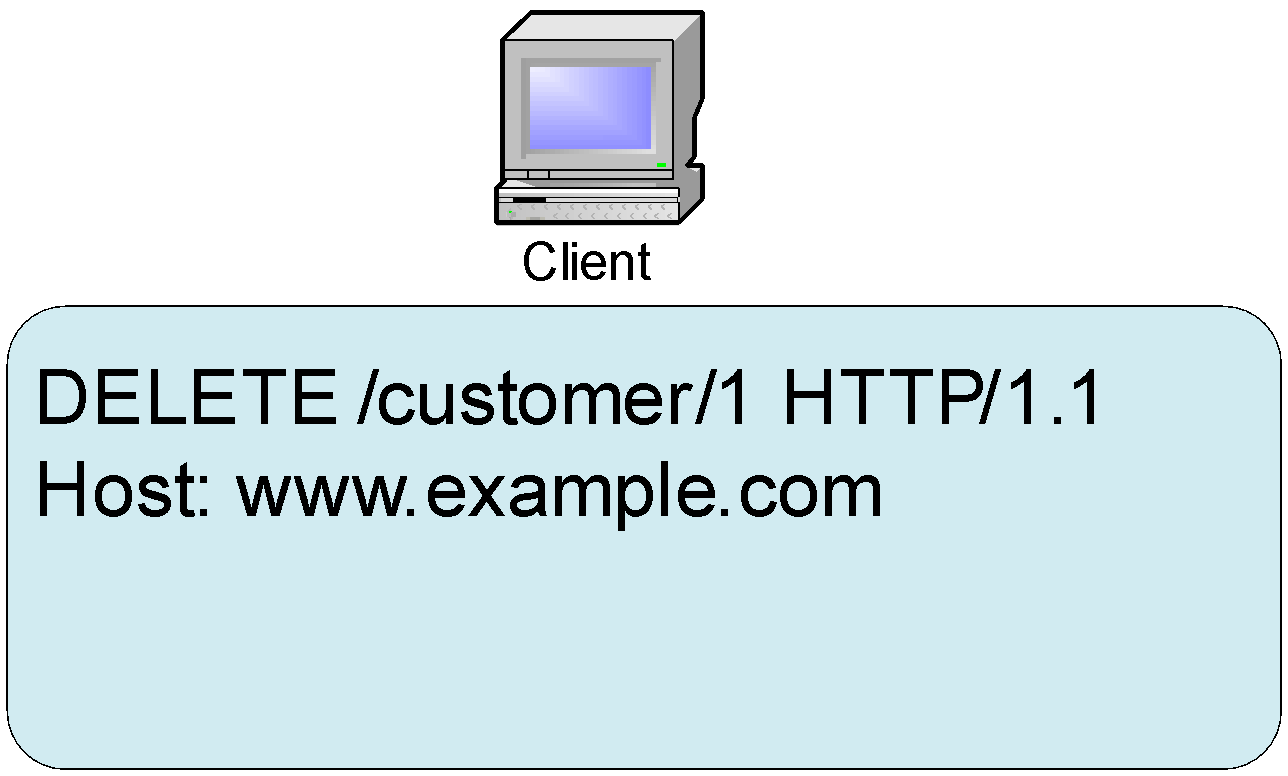 Client
DELETE /customer/1 HTTP/1.1
Host: www.example.com